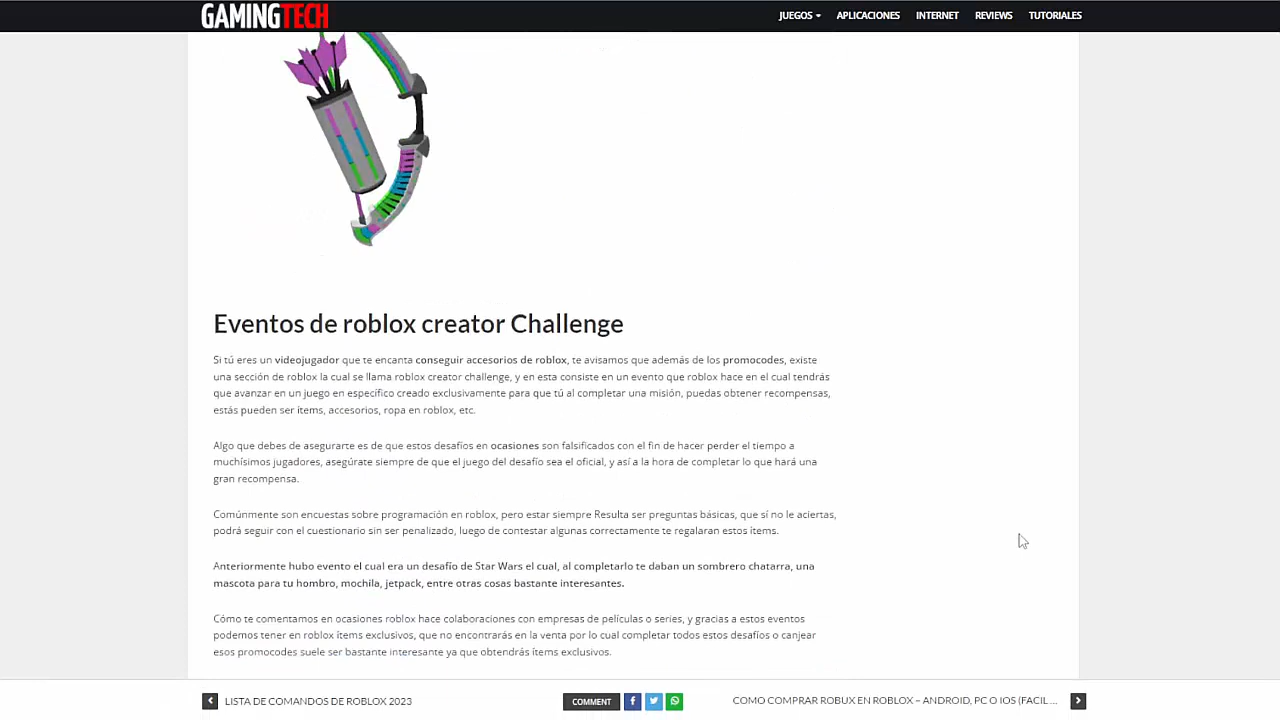 GAMINGTECH
JUEGOS
APLICACIONES
INTERNET
REVIEWS
TUTORIALES
Eventos de roblox creator Challenge
Si tú eres un videojugador que te encanta conseguir accesorios de roblox, te avisamos que además de los promocodes, existe
una sección de roblox la cual se llama roblox creator challenge, y en esta consiste en un evento que roblox hace en el cual tendrás
que avanzar en un juego en específico creado exclusivamente para que tú al completar una misión, puedas obtener recompensas,
estás pueden ser ítems, accesorios, ropa en roblox, etc.
Algo que debes de asegurarte es de que estos desafíos en ocasiones son falsificados con el fin de hacer perder el tiempo a
muchísimos jugadores, asegúrate siempre de que el juego del desafío sea el oficial, y así a la hora de completar lo que hará una
gran recompensa.
Comúnmente son encuestas sobre programación en roblox, pero estar siempre Resulta ser preguntas básicas, que sí no le aciertas,
podrá seguir con el cuestionario sin ser penalizado, luego de contestar algunas correctamente te regalaran estos ítems.
Anteriormente hubo evento el cual era un desafío de Star Wars el cual, al completarlo te daban un sombrero chatarra, una
mascota para tu hombro, mochila, jetpack, entre otras cosas bastante interesantes.
Cómo te comentamos en ocasiones roblox hace colaboraciones con empresas de películas o series, y gracias a estos eventos
podemos tener en roblox ítems exclusivos, que no encontrarás en la venta por lo cual completar todos estos desafíos o canjear
esos promocodes suele ser bastante interesante ya que obtendrás ítems exclusivos.
LISTA DE COMANDOS DE ROBLOX 2023
COMMENT
COMO COMPRAR ROBUX EN ROBLOX – ANDROID, PC O IOS (FACIL ...